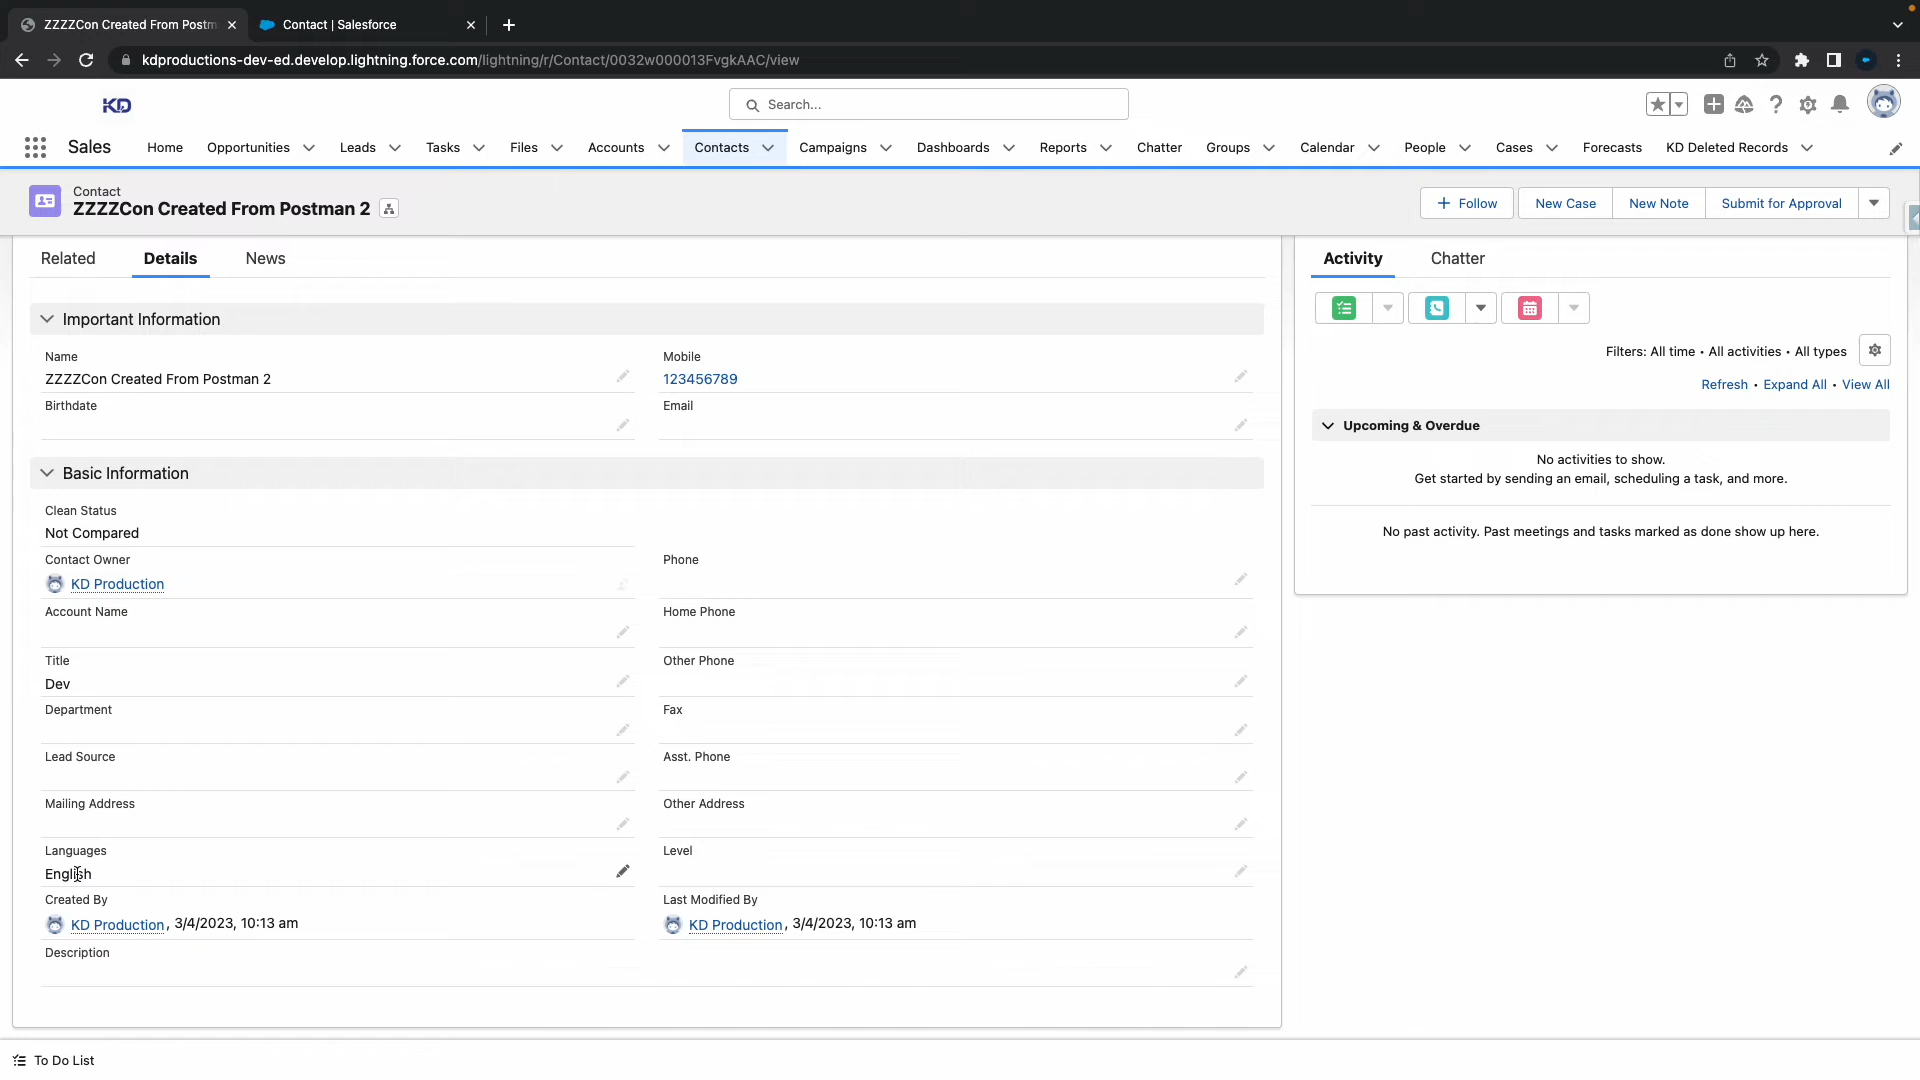 ZZZZCon Created From Postm
Contact | Salesforce
kdproductions-dev-ed.develop.lightning.force.com/lightning/r/Contact/0032w000013FvgkAAC/view
KD
Search...
Sales
Home
Opportunities
Leads
Tasks
Files
Accounts
Contacts
Campaigns
Dashboards
Reports
Chatter
Groups
Calendar
People
Cases
Forecasts
KD Deleted Records
Contact
ZZZZCon Created From Postman 2
Follow
New Case
New Note
Submit for Approval
Related
Details
News
Important Information
Name
ZZZZCon Created From Postman 2
Mobile
123456789
Birthdate
Email
Basic Information
Clean Status
Not Compared
Contact Owner
KD Production
Phone
Account Name
Home Phone
Title
Dev
Other Phone
Department
Fax
Lead Source
Asst. Phone
Mailing Address
Other Address
Languages
English
Level
Created By
KD Production, 3/4/2023, 10:13 am
Last Modified By
KD Production, 3/4/2023, 10:13 am
Description
Activity
Chatter
Filters: All time • All activities • All types
Refresh • Expand All • View All
Upcoming & Overdue
No activities to show.
Get started by sending an email, scheduling a task, and more.
No past activity. Past meetings and tasks marked as done show up here.
To Do List